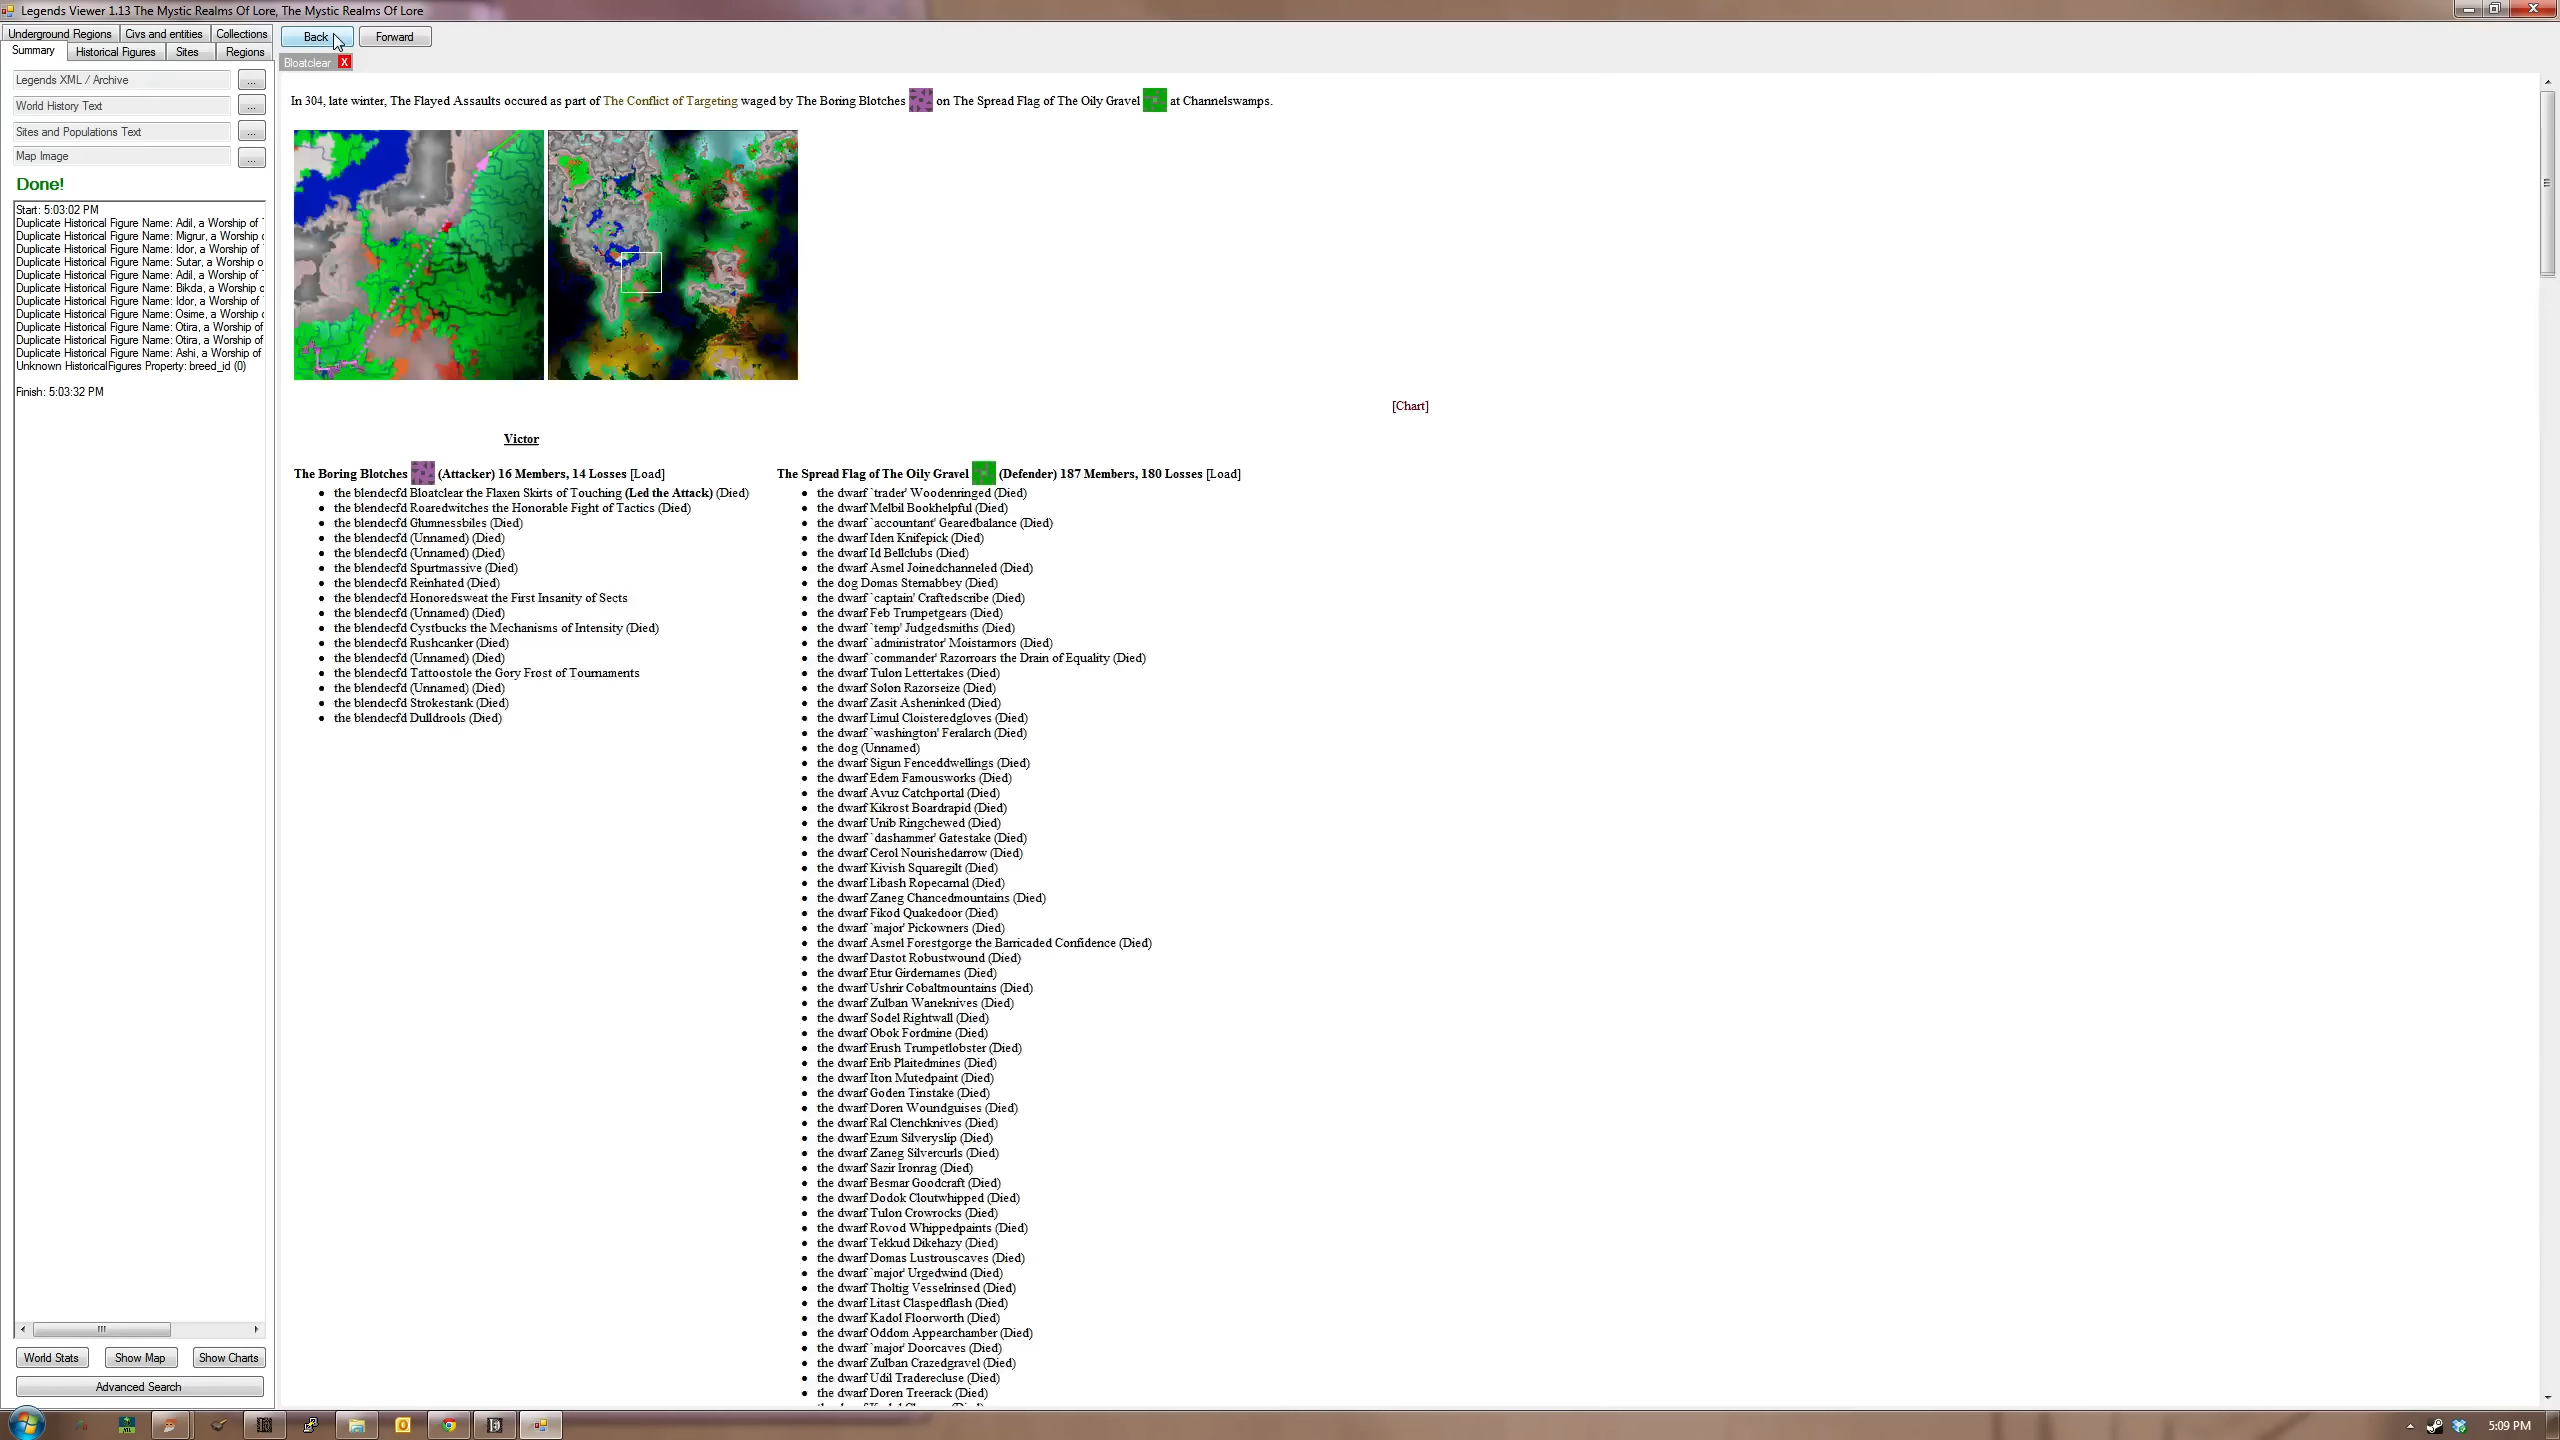 Legends Viewer 1.13 The Mystic Realms Of Lore, The Mystic Realms Of Lore
Underground Regions Civs and entities Collections
Summary Historical Figures Sites Regions
Back Forward
Bloatclear X
Legends XML / Archive ...
World History Text ...
Sites and Populations Text ...
Map Image ...
Done!
Start: 5:03:02 PM
Duplicate Historical Figure Name: Adil, a Worship of
Duplicate Historical Figure Name: Migrur, a Worship
Duplicate Historical Figure Name: Idor, a Worship of
Duplicate Historical Figure Name: Sutar, a Worship o
Duplicate Historical Figure Name: Adil, a Worship of
Duplicate Historical Figure Name: Bikda, a Worship o
Duplicate Historical Figure Name: Idor, a Worship of
Duplicate Historical Figure Name: Osime, a Worship
Duplicate Historical Figure Name: Otira, a Worship of
Duplicate Historical Figure Name: Otira, a Worship of
Duplicate Historical Figure Name: Ashi, a Worship of
Unknown HistoricalFigures Property: breed_id (0)
Finish: 5:03:32 PM
World Stats Show Map Show Charts
Advanced Search
In 304, late winter, The Flayed Assaults occured as part of The Conflict of Targeting waged by The Boring Blotches on The Spread Flag of The Oily Gravel at Channelswamps.
[Chart]
Victor
The Boring Blotches (Attacker) 16 Members, 14 Losses [Load]
the blendecfd Bloatclear the Flaxen Skirts of Touching (Led the Attack) (Died)
the blendecfd Roaredwitches the Honorable Fight of Tactics (Died)
the blendecfd Glumnessbiles (Died)
the blendecfd (Unnamed) (Died)
the blendecfd (Unnamed) (Died)
the blendecfd Spurtmassive (Died)
the blendecfd Reinhated (Died)
the blendecfd Honoredsweat the First Insanity of Sects
the blendecfd (Unnamed) (Died)
the blendecfd Cystbucks the Mechanisms of Intensity (Died)
the blendecfd Rushcanker (Died)
the blendecfd (Unnamed) (Died)
the blendecfd Tattoostole the Gory Frost of Tournaments
the blendecfd (Unnamed) (Died)
the blendecfd Strokestank (Died)
the blendecfd Dulldrools (Died)
The Spread Flag of The Oily Gravel (Defender) 187 Members, 180 Losses [Load]
the dwarf `trader' Woodenringed (Died)
the dwarf Melbil Bookhelpful (Died)
the dwarf `accountant' Gearedbalance (Died)
the dwarf Iden Knifepick (Died)
the dwarf Id Bellclubs (Died)
the dwarf Asmel Joinedchanneled (Died)
the dog Domas Sternabbey (Died)
the dwarf `captain' Craftedscribe (Died)
the dwarf Feb Trumpetgears (Died)
the dwarf `temp' Judgedsmiths (Died)
the dwarf `administrator' Moistarmors (Died)
the dwarf `commander' Razorroars the Drain of Equality (Died)
the dwarf Tulon Lettertakes (Died)
the dwarf Solon Razorseize (Died)
the dwarf Zasit Asheninked (Died)
the dwarf Limul Cloisteredgloves (Died)
the dwarf `washington' Feralarch (Died)
the dog (Unnamed)
the dwarf Sigun Fenceddwellings (Died)
the dwarf Edem Famousworks (Died)
the dwarf Avuz Catchportal (Died)
the dwarf Kikrost Boardrapid (Died)
the dwarf Unib Ringchewed (Died)
the dwarf `dashammer' Gatestake (Died)
the dwarf Cerol Nourishedarrow (Died)
the dwarf Kivish Squaregilt (Died)
the dwarf Libash Ropecarnal (Died)
the dwarf Zaneg Chancedmountains (Died)
the dwarf Fikod Quakedoor (Died)
the dwarf `major' Pickowners (Died)
the dwarf Asmel Forestgorge the Barricaded Confidence (Died)
the dwarf Dastot Robustwound (Died)
the dwarf Etur Girdernames (Died)
the dwarf Ushrir Cobaltmountains (Died)
the dwarf Zulban Waneknives (Died)
the dwarf Sodel Rightwall (Died)
the dwarf Obok Fordmine (Died)
the dwarf Erush Trumpetlobster (Died)
the dwarf Erib Plaitedmines (Died)
the dwarf Iton Mutedpaint (Died)
the dwarf Goden Tinstake (Died)
the dwarf Doren Woundguises (Died)
the dwarf Ral Clenchknives (Died)
the dwarf Ezum Silveryslip (Died)
the dwarf Zaneg Silvercurls (Died)
the dwarf Sazir Ironrag (Died)
the dwarf Besmar Goodcraft (Died)
the dwarf Dodok Cloutwhipped (Died)
the dwarf Tulon Crowrocks (Died)
the dwarf Rovod Whippedpaints (Died)
the dwarf Tekkud Dikehazy (Died)
the dwarf Domas Lustrouscaves (Died)
the dwarf `major' Urgedwind (Died)
the dwarf Tholtig Vesselrinsed (Died)
the dwarf Litast Claspedflash (Died)
the dwarf Kadol Floorworth (Died)
the dwarf Oddom Appearchamber (Died)
the dwarf `major' Doorcaves (Died)
the dwarf Zulban Crazedgravel (Died)
the dwarf Udil Traderecluse (Died)
the dwarf Doren Treerack (Died)
5:09 PM